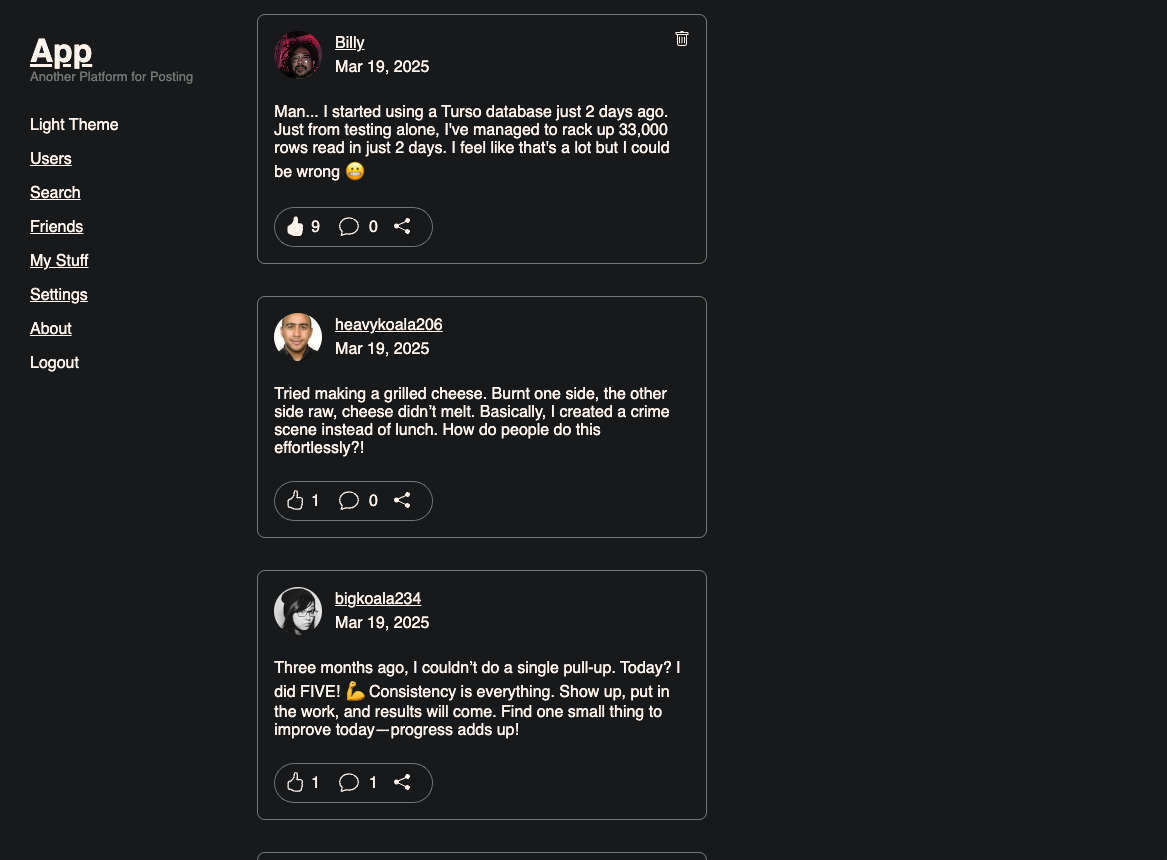 App
Another Platform for Posting
Light Theme
Users
Search
Friends
My Stuff
Settings
About
Logout
Billy
Mar 19, 2025
Man... I started using a Turso database just 2 days ago.
Just from testing alone, I've managed to rack up 33,000
rows read in just 2 days. I feel like that's a lot but I could
be wrong 😬
9 0
heavykoala206
Mar 19, 2025
Tried making a grilled cheese. Burnt one side, the other
side raw, cheese didn’t melt. Basically, I created a crime
scene instead of lunch. How do people do this
effortlessly?!
1 0
bigkoala234
Mar 19, 2025
Three months ago, I couldn’t do a single pull-up. Today? I
did FIVE! 💪 Consistency is everything. Show up, put in
the work, and results will come. Find one small thing to
improve today—progress adds up!
1 1